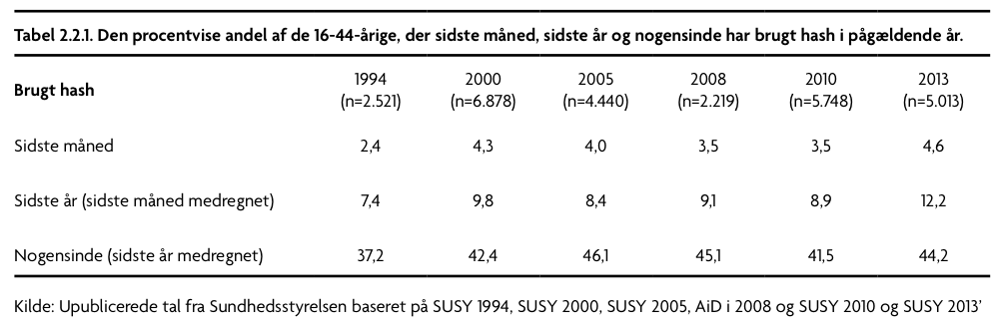 Tabel 2.2.1. Den procentvise andel af de 16-44-årige, der sidste måned, sidste år og nogensinde har brugt hash i pågældende år.
Brugt hash 1994 2000 2005 2008 2010 2013
(n=2.521) (n=6.878) (n=4.440) (n=2.219) (n=5.748) (n=5.013)
Sidste måned 2,4 4,3 4,0 3,5 3,5 4,6
Sidste år (sidste måned medregnet) 7,4 9,8 8,4 9,1 8,9 12,2
Nogensinde (sidste år medregnet) 37,2 42,4 46,1 45,1 41,5 44,2
Kilde: Upublicerede tal fra Sundhedsstyrelsen baseret på SUSY 1994, SUSY 2000, SUSY 2005, AiD i 2008 og SUSY 2010 og SUSY 2013’